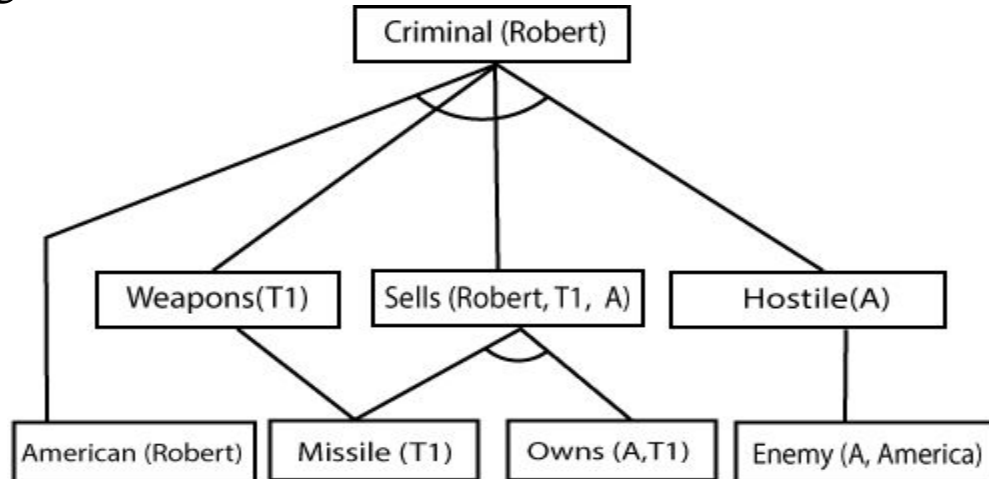 Criminal (Robert)
Weapons(T1)
Sells (Robert, T1, A)
Hostile(A)
American (Robert)
Missile (T1)
Owns (A,T1)
Enemy (A, America)